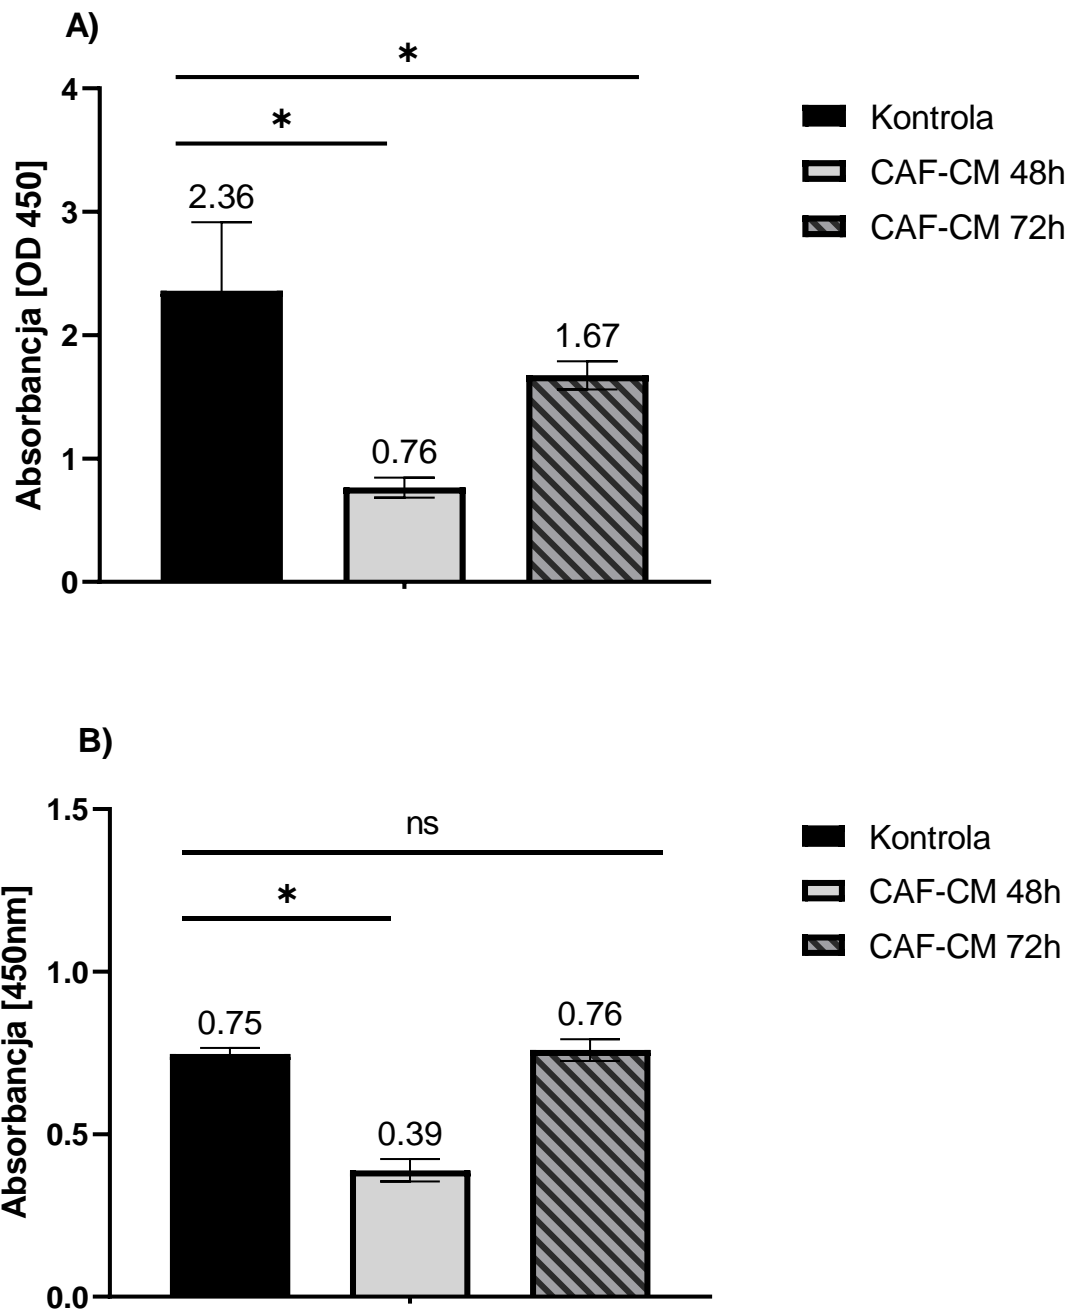 A)
*
*
4
3
2
1
0
Absorbancja [OD 450]
2.36
0.76
1.67
Kontrola
CAF-CM 48h
CAF-CM 72h
B)
ns
*
1.5
1.0
0.5
0.0
Absorbancja [450nm]
0.75
0.39
0.76
Kontrola
CAF-CM 48h
CAF-CM 72h